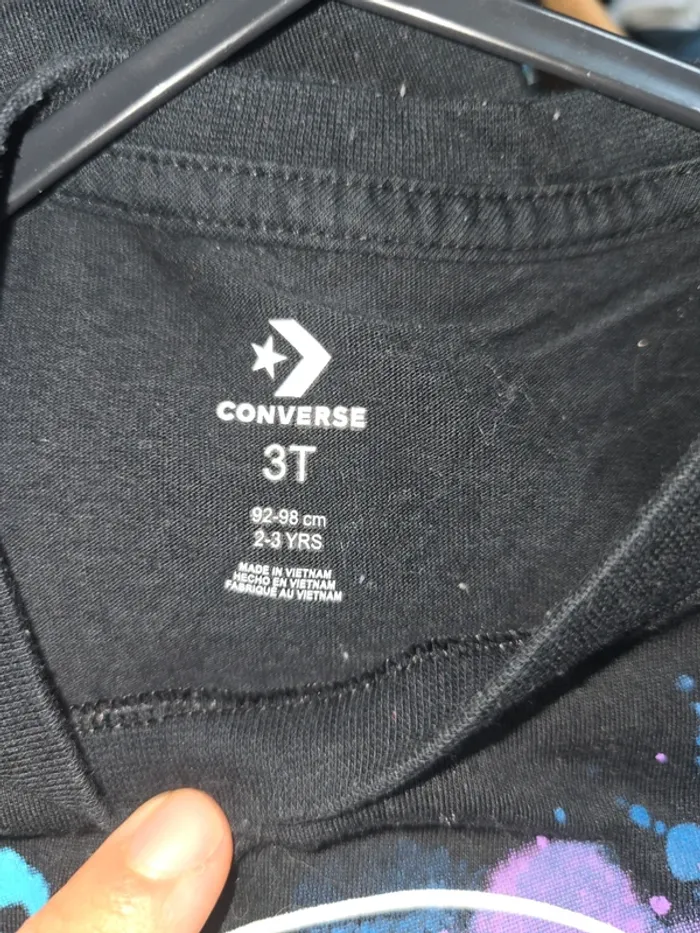 CONVERSE
3T
92-98 cm
2-3 YRS
MADE IN VIETNAM
HECHO EN VIETNAM
FABRIQUÉ AU VIETNAM